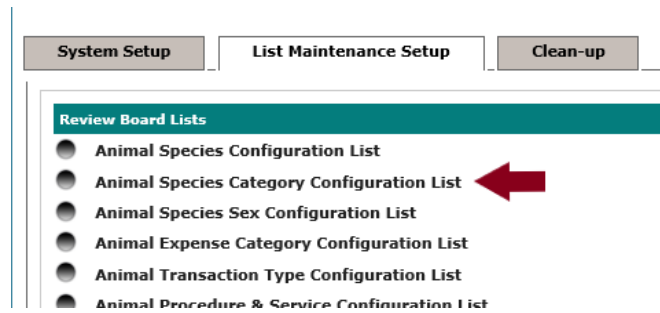 System Setup
List Maintenance Setup
Clean-up
Review Board Lists
Animal Species Configuration List
Animal Species Category Configuration List
Animal Species Sex Configuration List
Animal Expense Category Configuration List
Animal Transaction Type Configuration List
Animal Procedure & Service Configuration List